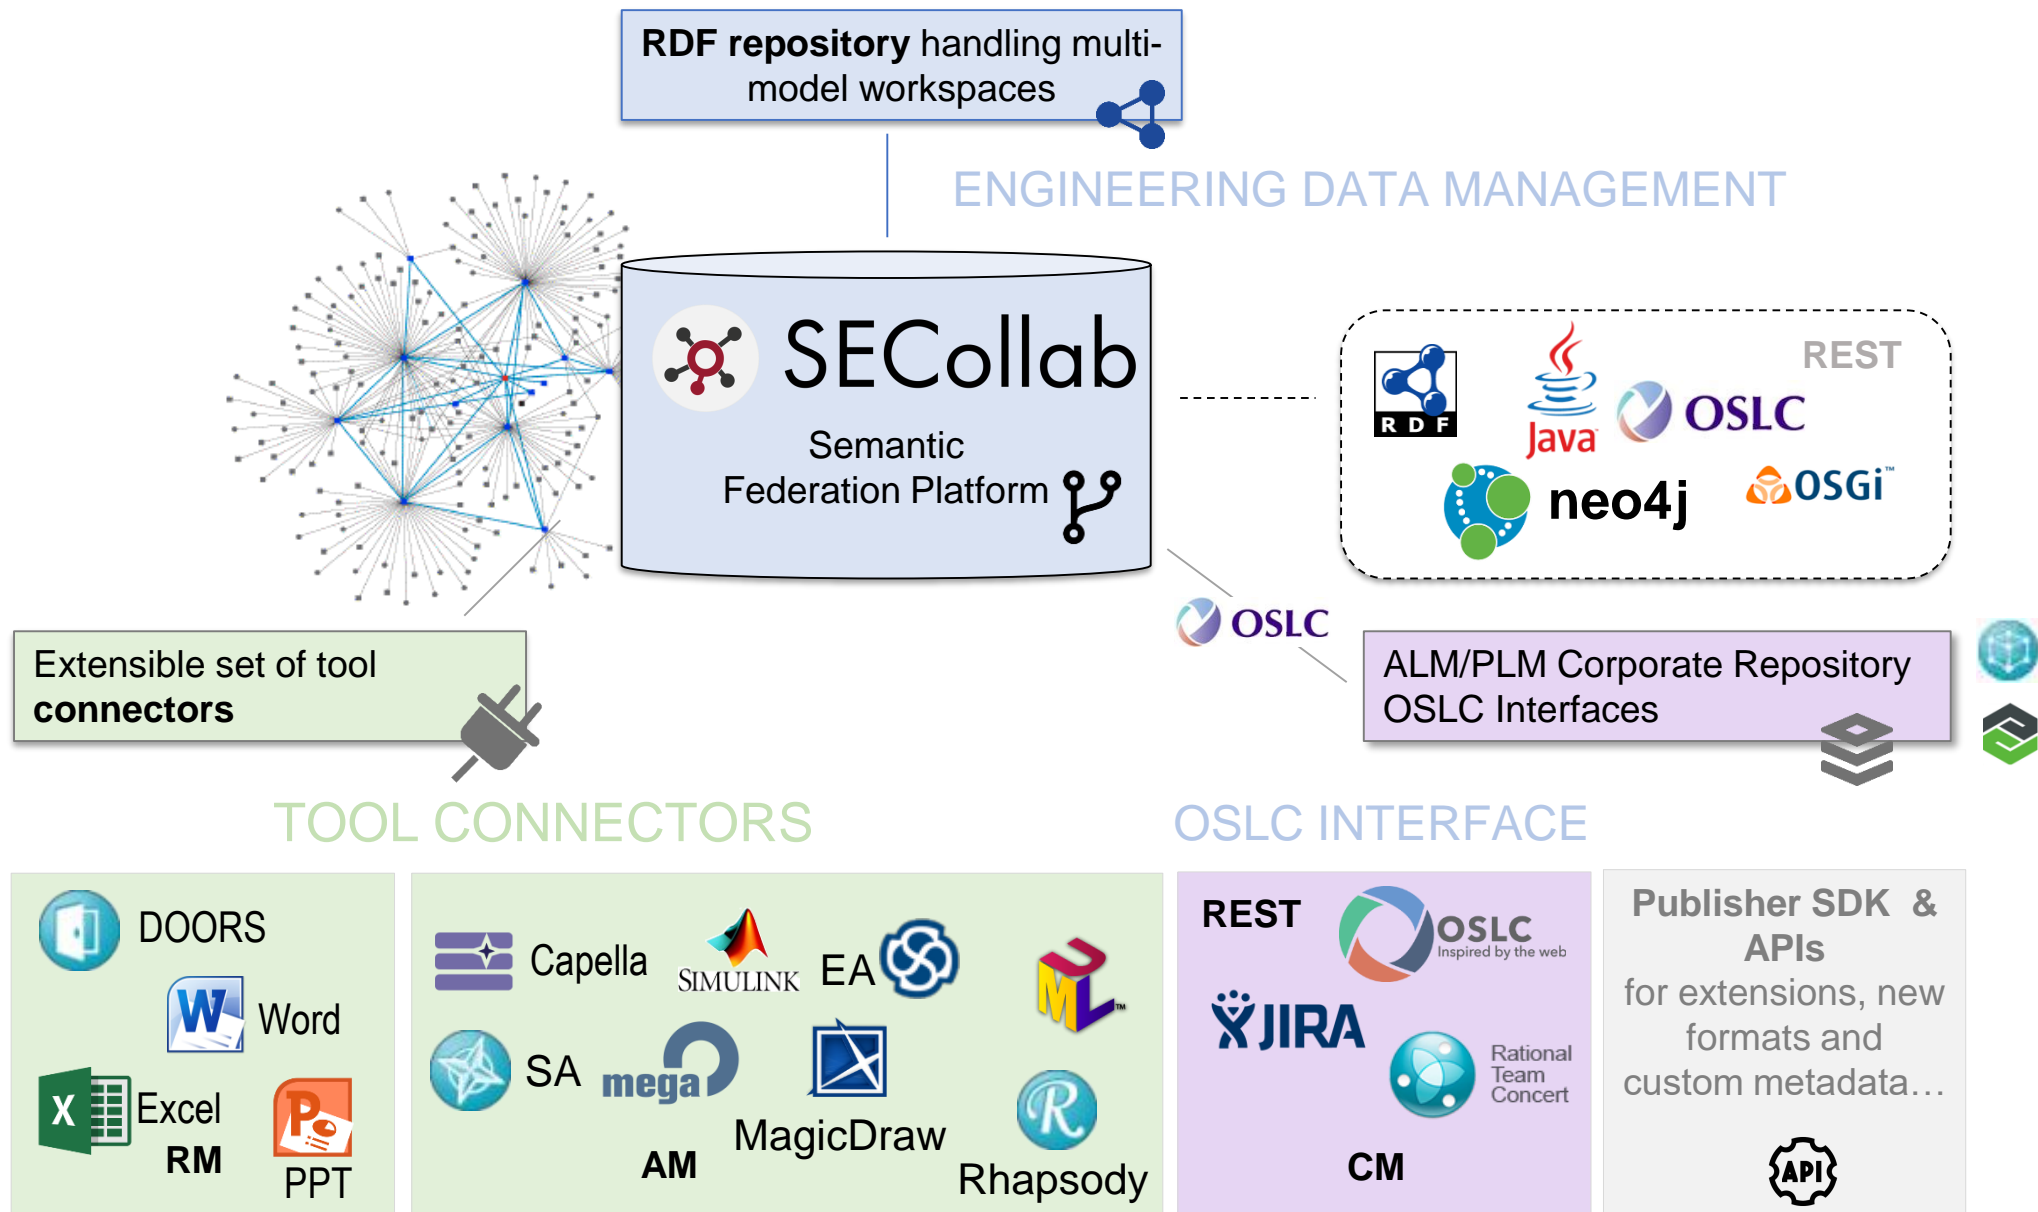 RDF repository handling multi-
model workspaces
ENGINEERING DATA MANAGEMENT
SECollab
Semantic
Federation Platform
REST
RDF
Java
OSLC
neo4j
OSGi™
OSLC
Extensible set of tool
connectors
ALM/PLM Corporate Repository
OSLC Interfaces
TOOL CONNECTORS
OSLC INTERFACE
DOORS
W Word
X Excel
P
PPT
RM
Capella
SIMULINK
EA
UML™
SA
mega
MagicDraw
R
Rhapsody
AM
REST
OSLC
Inspired by the web
JIRA
Rational
Team
Concert
CM
Publisher SDK &
APIs
for extensions, new
formats and
custom metadata…
API